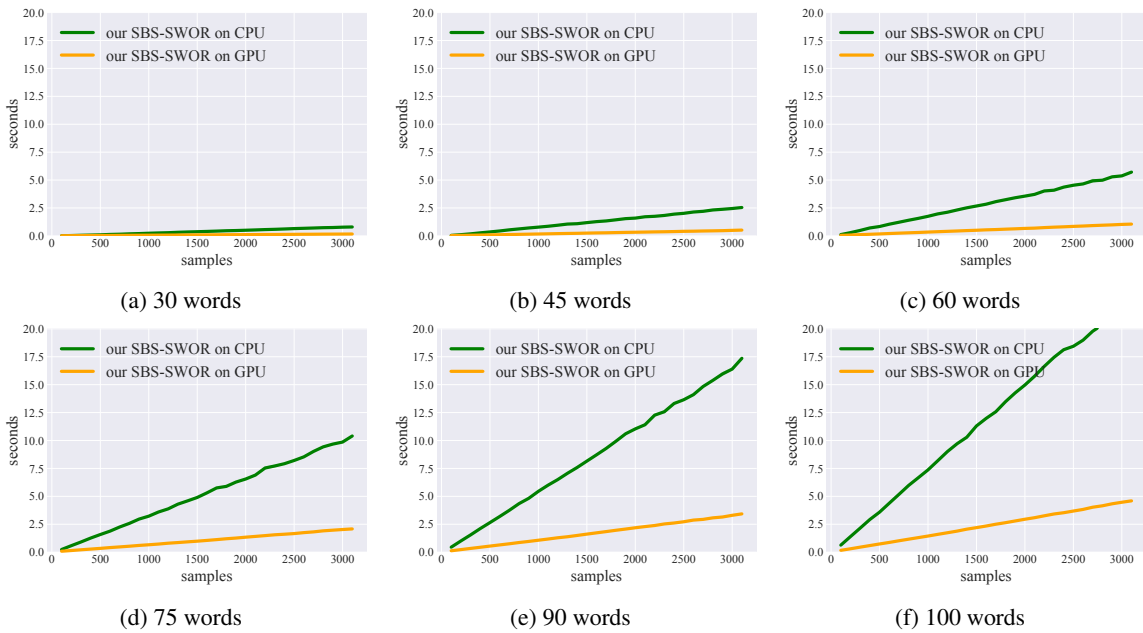 20.0
17.5
15.0
12.5
10.0
7.5
5.0
2.5
0.0
seconds
our SBS-SWOR on CPU
our SBS-SWOR on GPU
500 1000 1500 2000 2500 3000
samples
(a) 30 words
20.0
17.5
15.0
12.5
10.0
7.5
5.0
2.5
0.0
seconds
our SBS-SWOR on CPU
our SBS-SWOR on GPU
0 500 1000 1500 2000 2500 3000
samples
(b) 45 words
20.0
17.5
15.0
12.5
10.0
7.5
5.0
2.5
0.0
seconds
our SBS-SWOR on CPU
our SBS-SWOR on GPU
0 500 1000 1500 2000 2500 3000
samples
(c) 60 words
20.0
17.5
15.0
12.5
10.0
7.5
5.0
2.5
0.0
seconds
our SBS-SWOR on CPU
our SBS-SWOR on GPU
0 500 1000 1500 2000 2500 3000
samples
(d) 75 words
20.0
17.5
15.0
12.5
10.0
7.5
5.0
2.5
0.0
seconds
our SBS-SWOR on CPU
our SBS-SWOR on GPU
0 500 1000 1500 2000 2500 3000
samples
(e) 90 words
20.0
17.5
15.0
12.5
10.0
7.5
5.0
2.5
0.0
seconds
our SBS-SWOR on CPU
our SBS-SWOR on GPU
0 500 1000 1500 2000 2500 3000
samples
(f) 100 words